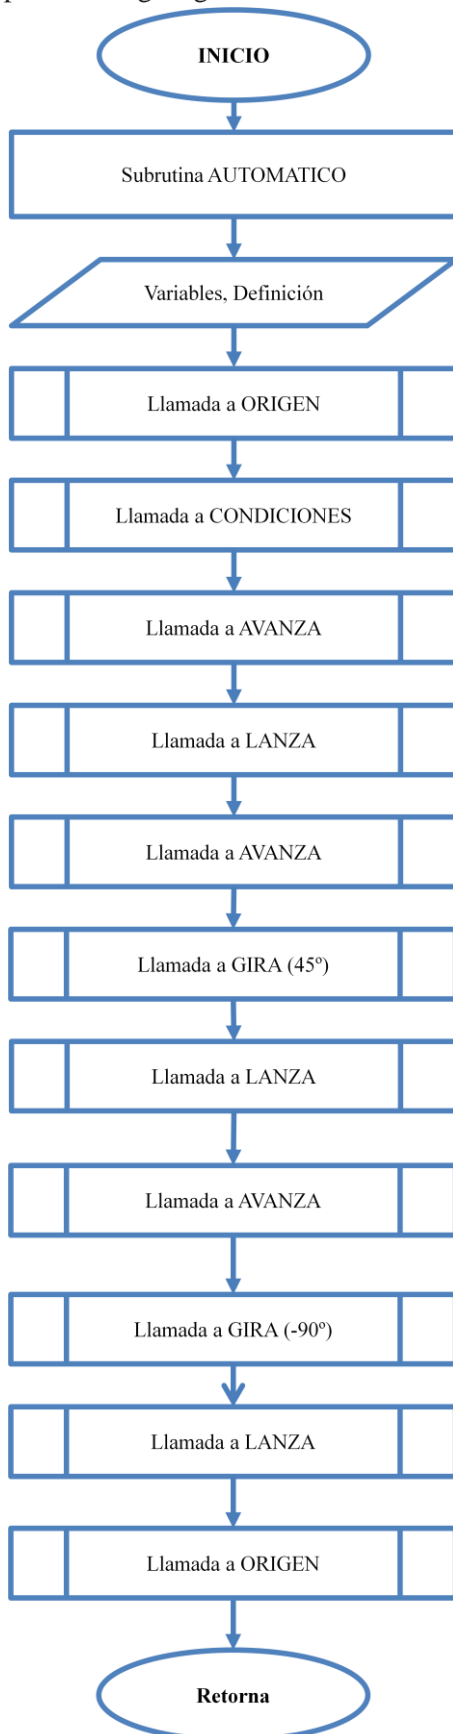 INICIO
Subrutina AUTOMATICO
Variables, Definición
Llamada a ORIGEN
Llamada a CONDICIONES
Llamada a AVANZA
Llamada a LANZA
Llamada a AVANZA
Llamada a GIRA (45º)
Llamada a LANZA
Llamada a AVANZA
Llamada a GIRA (-90º)
Llamada a LANZA
Llamada a ORIGEN
Retorna